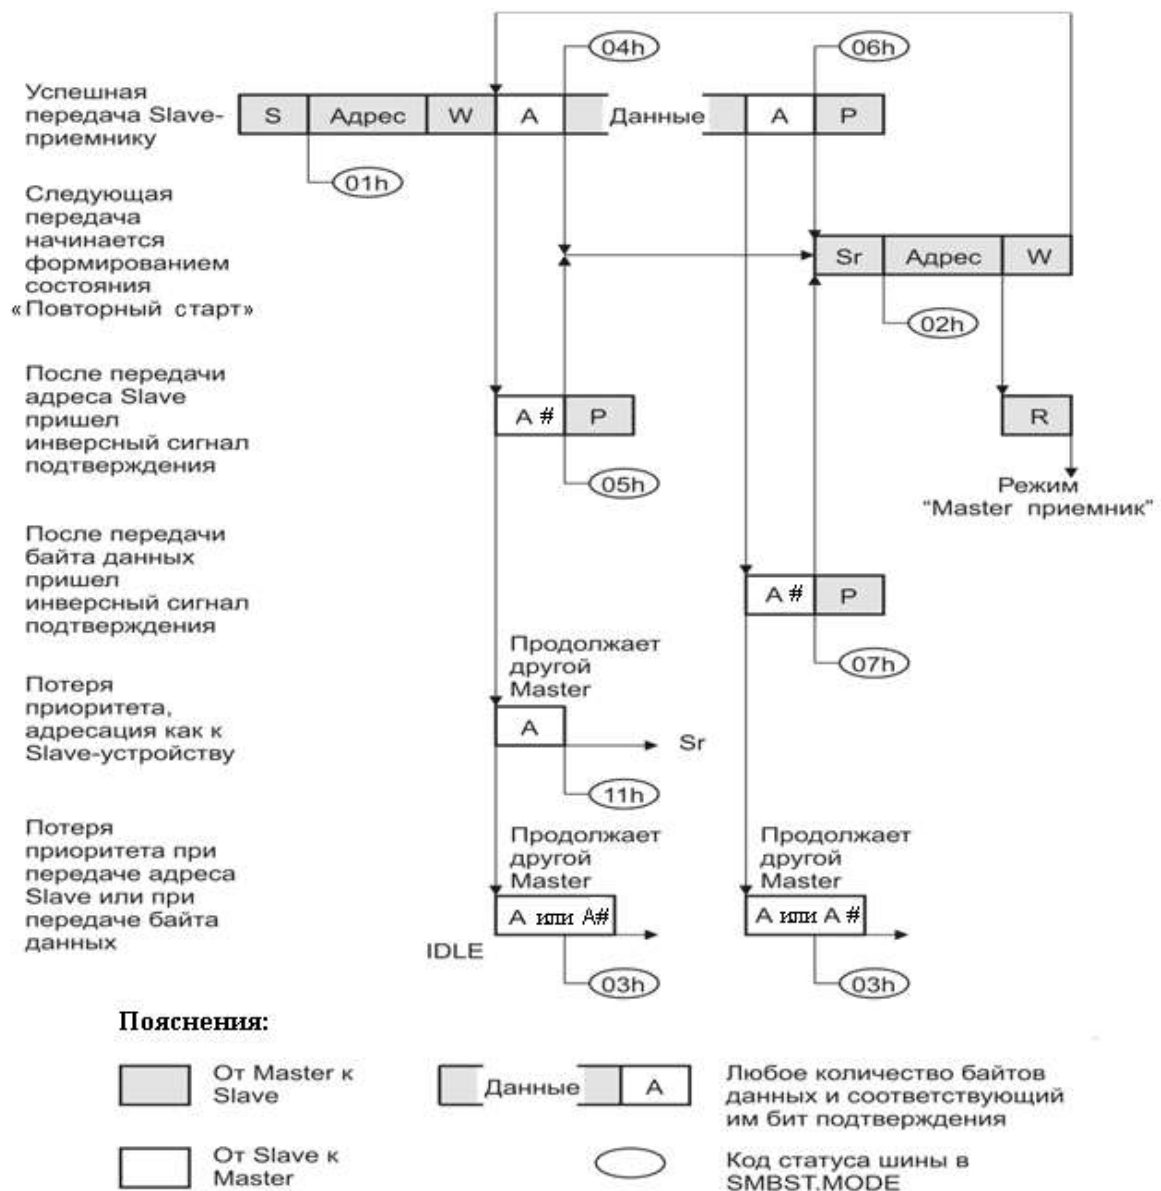 04h
06h
Успешная
передача Slave-
приемнику
S Адрес W A Данные A P
01h
Следующая
передача
начинается
формированием
состояния
«Повторный старт»
Sr Адрес W
02h
После передачи
адреса Slave
пришел
инверсный сигнал
подтверждения
A # P
R
05h
Режим
“Master приемник”
После передачи
байта данных
пришел
инверсный сигнал
подтверждения
A # P
07h
Продолжает
другой
Master
Потеря
приоритета,
адресация как к
Slave-устройству
A
Sr
11h
Потеря
приоритета при
передаче адреса
Slave или при
передаче байта
данных
Продолжает
другой
Master
Продолжает
другой
Master
A или A#
A или A #
IDLE
03h
03h
Пояснения:
От Master к
Slave
Данные A
Любое количество байтов
данных и соответствующий
им бит подтверждения
От Slave к
Master
Код статуса шины в
SMBST.MODE